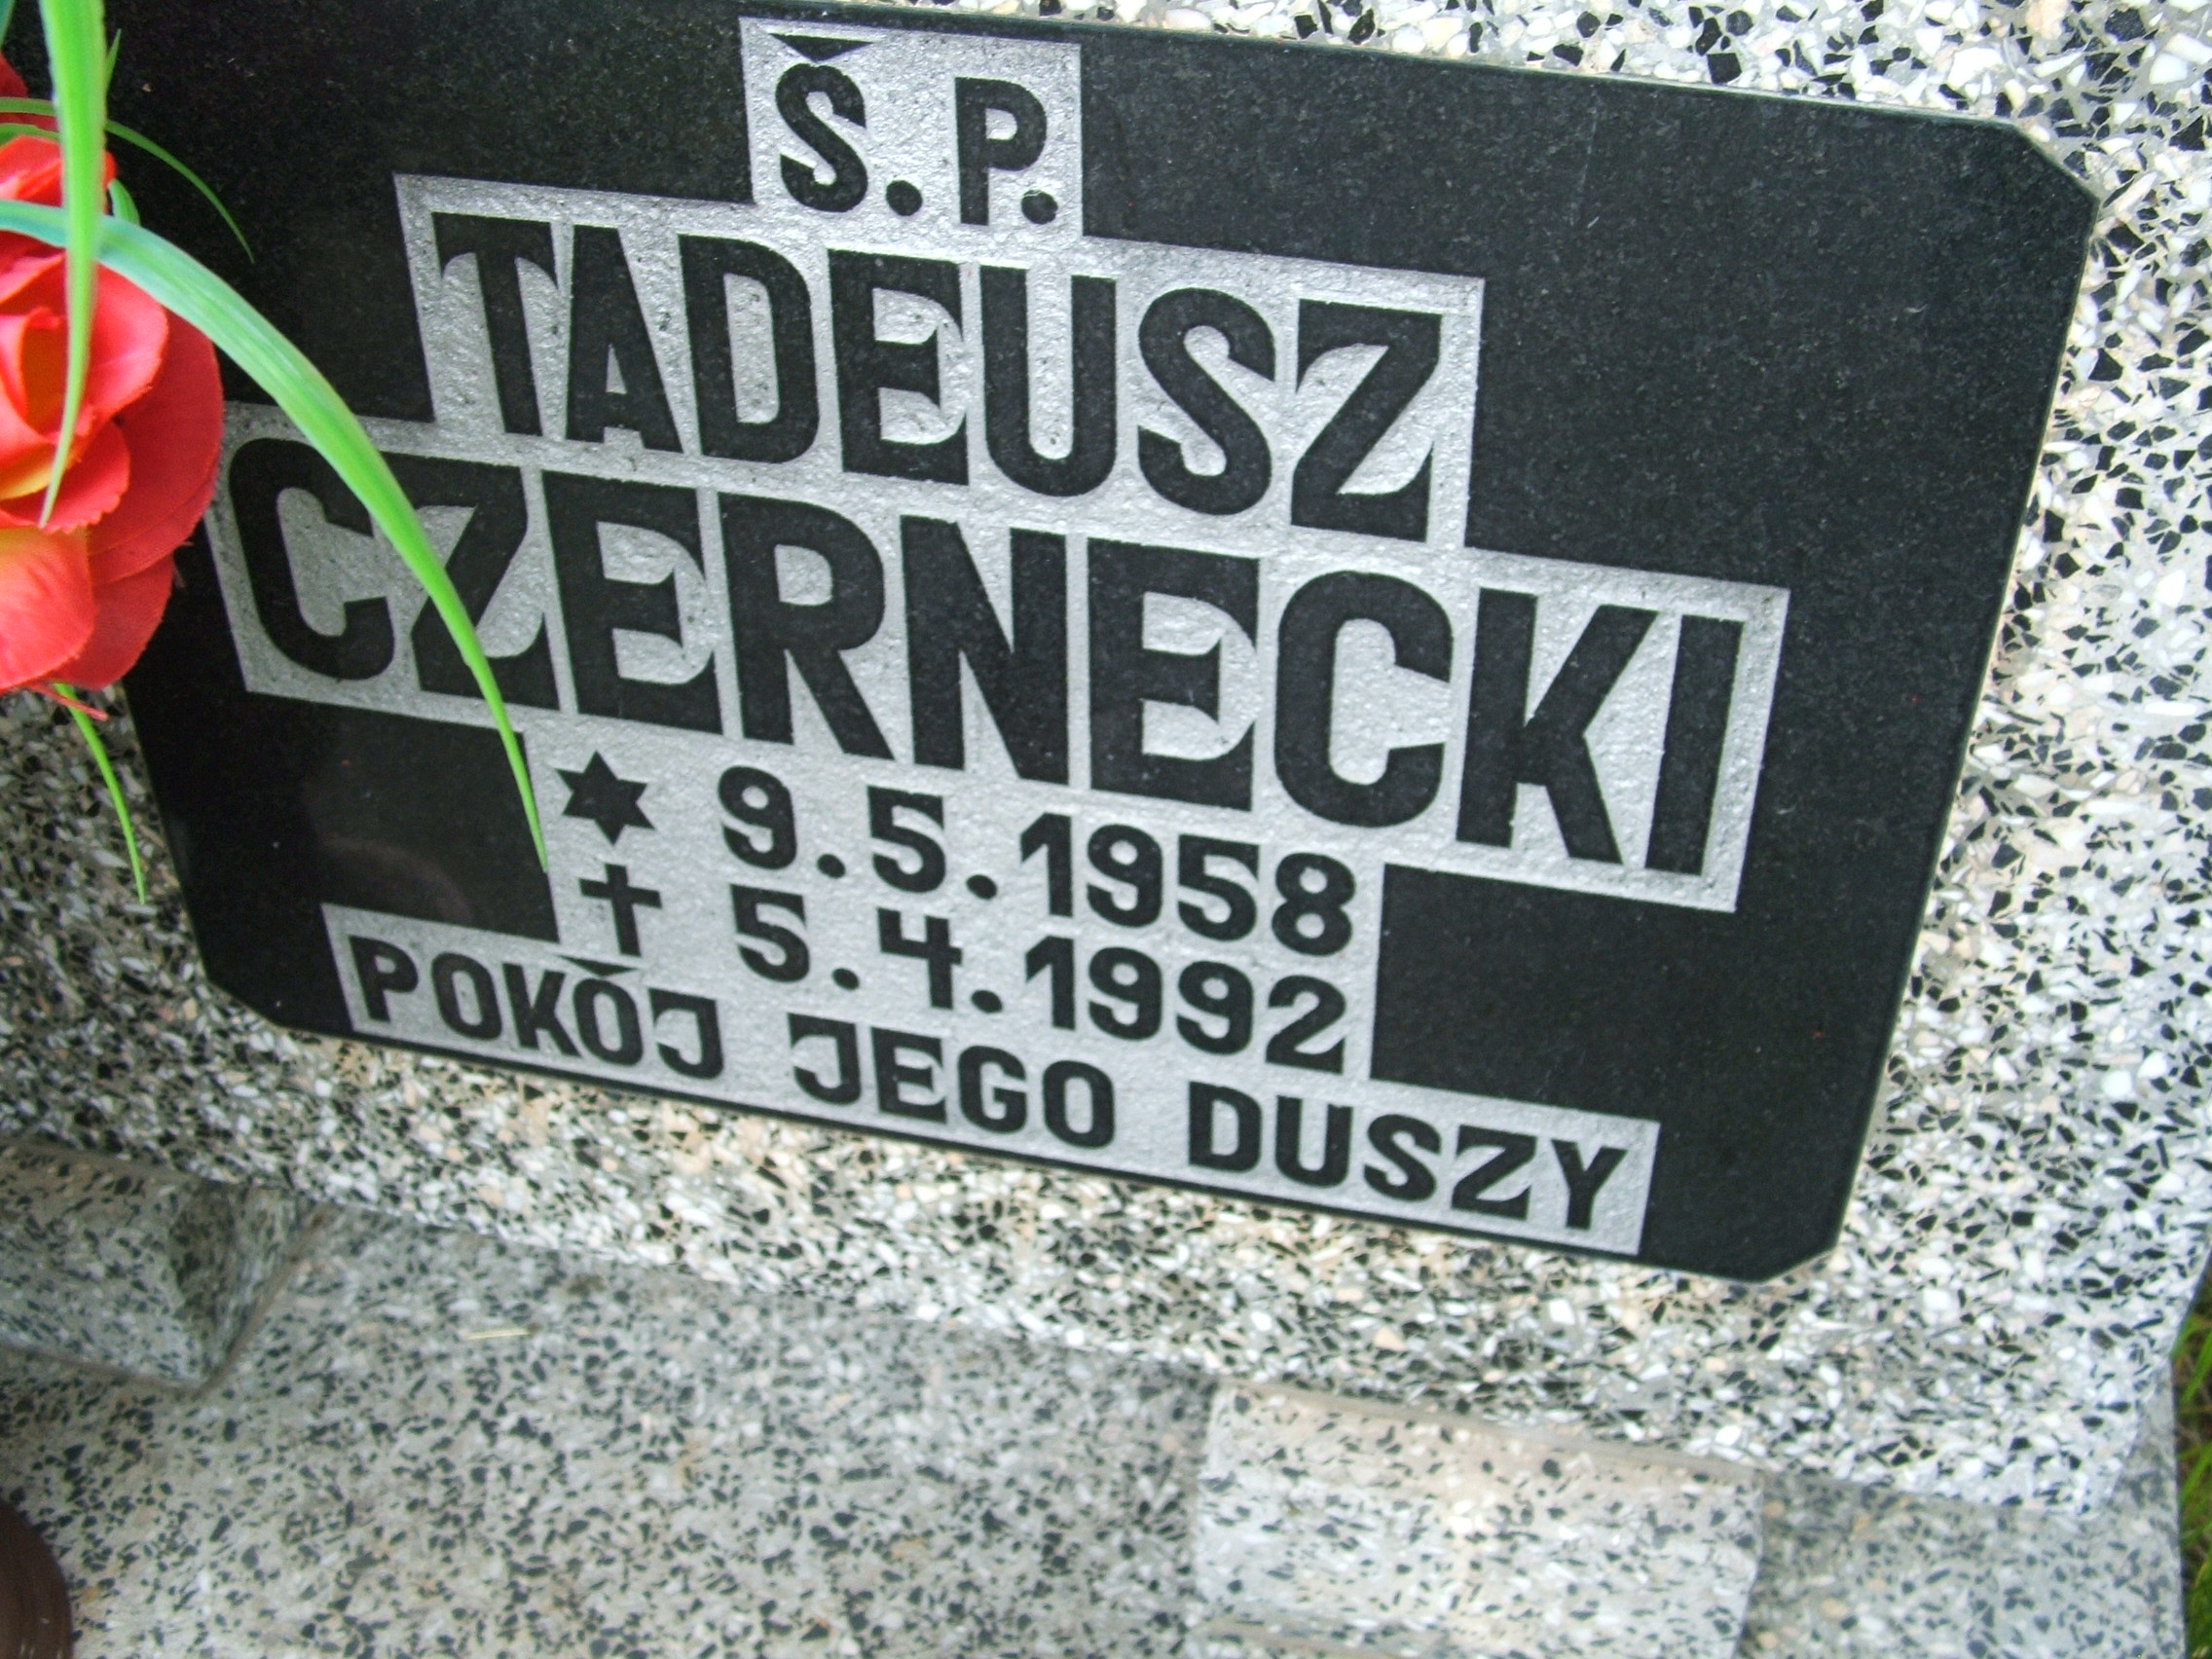 Ś.P.
TADEUSZ
CZERNECKI
✶ 9.5.1958
✝ 5.4.1992
POKÓJ JEGO DUSZY